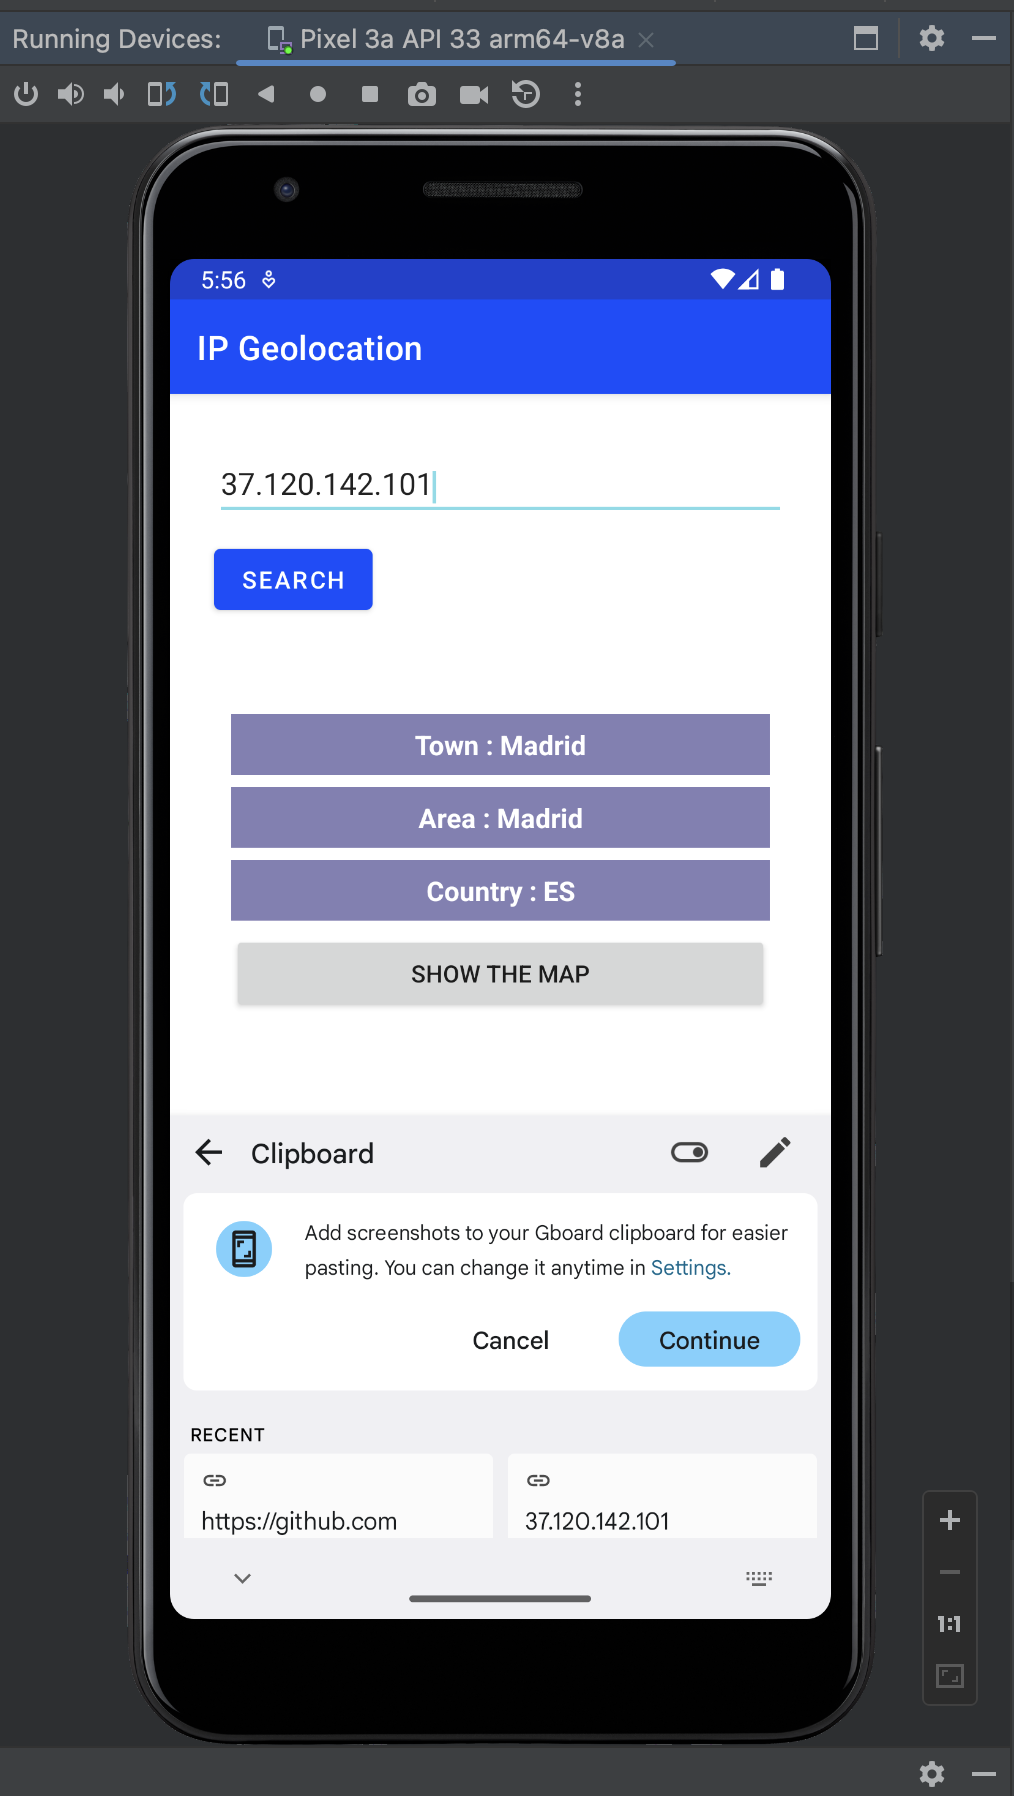 Running Devices: Pixel 3a API 33 arm64-v8a
5:56
IP Geolocation
37.120.142.101
SEARCH
Town : Madrid
Area : Madrid
Country : ES
SHOW THE MAP
Clipboard
Add screenshots to your Gboard clipboard for easier
pasting. You can change it anytime in Settings.
Cancel Continue
RECENT
https://github.com 37.120.142.101
1:1